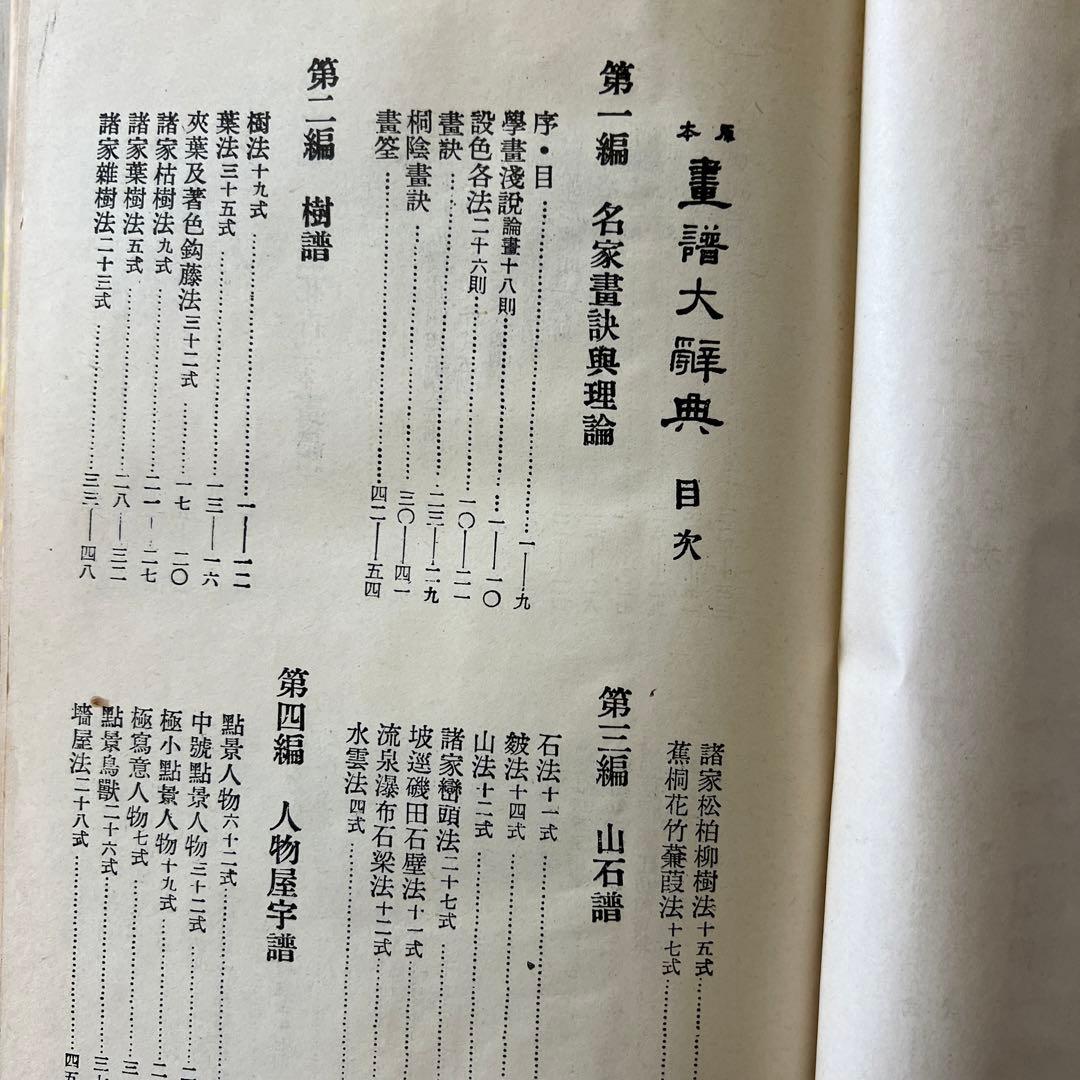 原本 畫譜大辭典 目次
第一編 名家畫訣與理論
序・目 一——九
學畫淺說論畫十八則 一——一〇
設色各法二十六則 一〇——二一
畫訣 二三——二九
桐陰畫訣 三〇——四一
畫筌 四二——五四
第二編 樹譜
樹法十九式 一——一二
葉法三十五式 一三——一六
夾葉及著色鈎藤法三十二式 一七 二〇
諸家枯樹法九式 二一——二七
諸家葉樹法五式 二八——三二
諸家雜樹法二十三式 三三——四八
諸家松柏柳樹法十五式
蕉桐花竹蒹葭法十七式
第三編 山石譜
石法十一式
皴法十四式
山法十二式
諸家巒頭法二十七式
坡逕磯田石壁法十一式
流泉瀑布石梁法十二式
水雲法四式
第四編 人物屋宇譜
點景人物六十二式
中號點景人物三十二式
極小點景人物十九式
極寫意人物七式
點景鳥獸二十六式
墻屋法二十八式